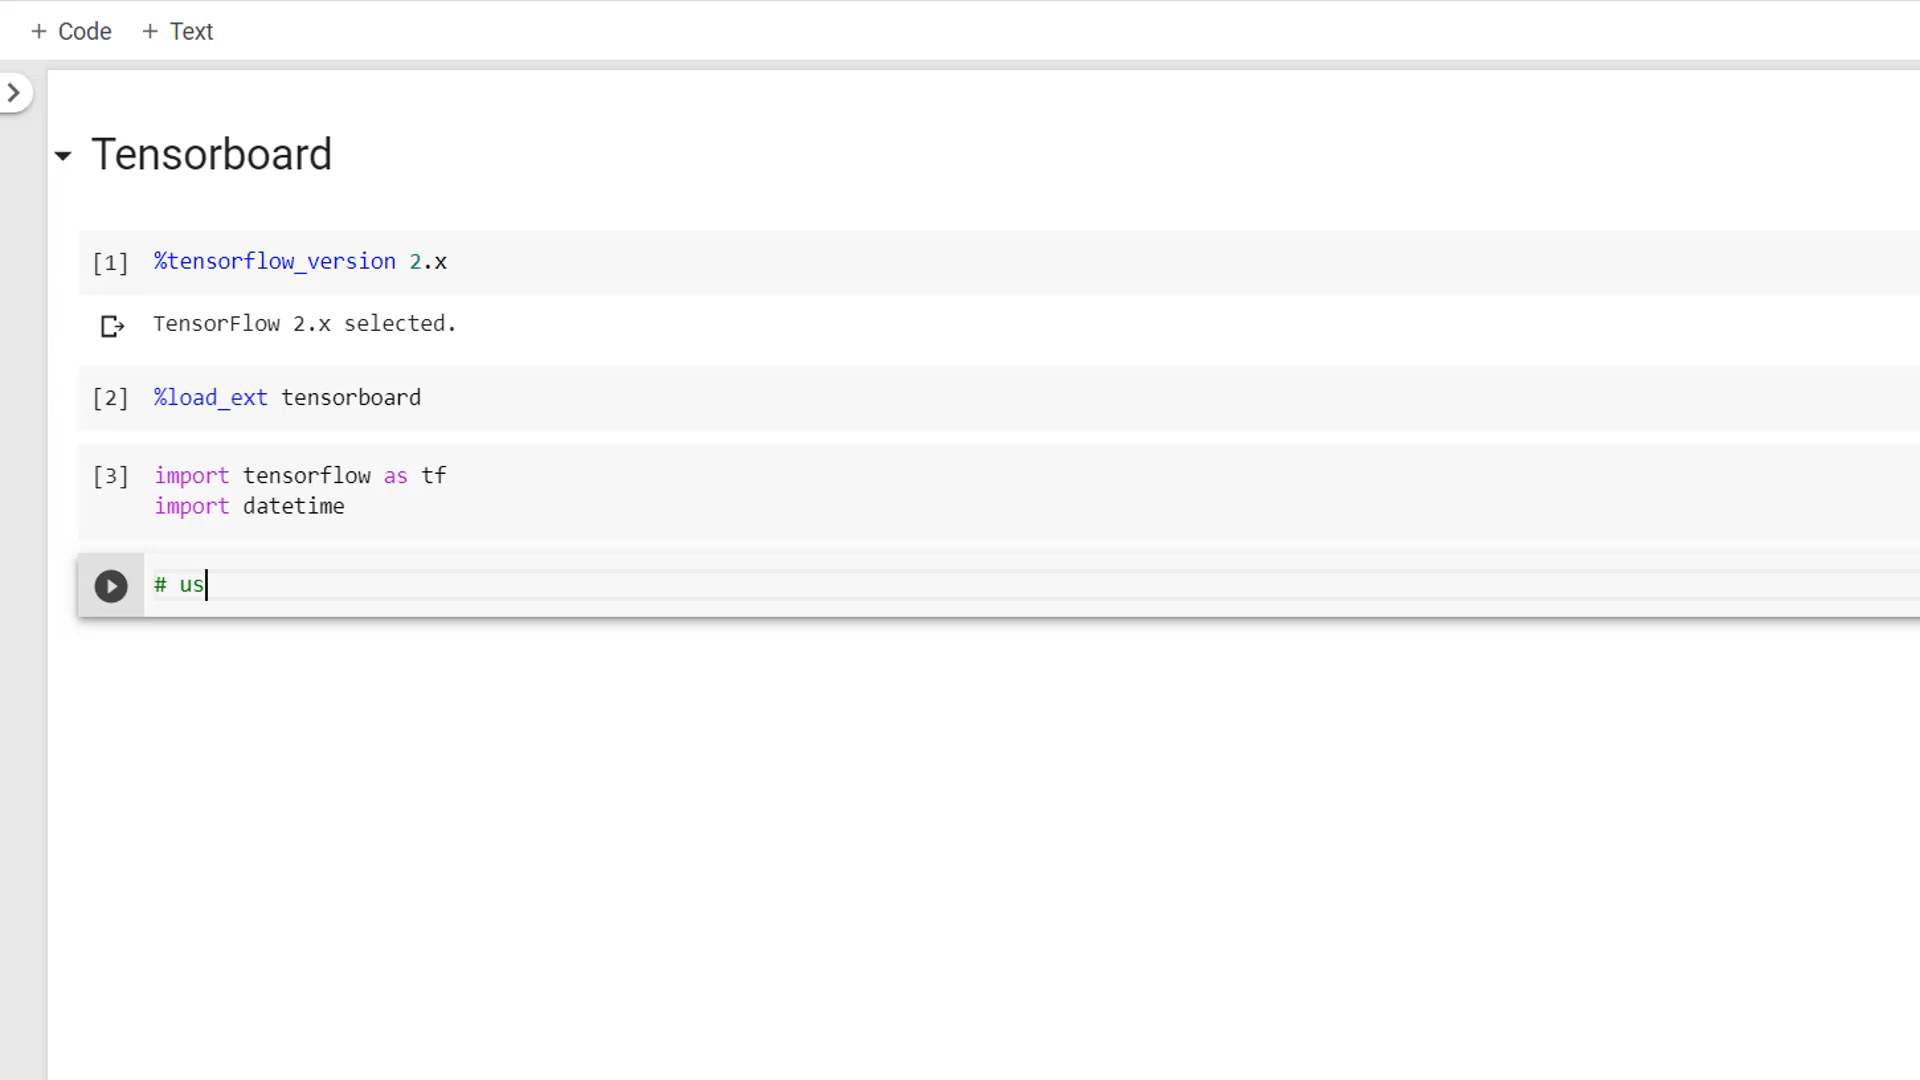 + Code + Text
Tensorboard
[1] %tensorflow_version 2.x
TensorFlow 2.x selected.
[2] %load_ext tensorboard
[3] import tensorflow as tf
import datetime
# us